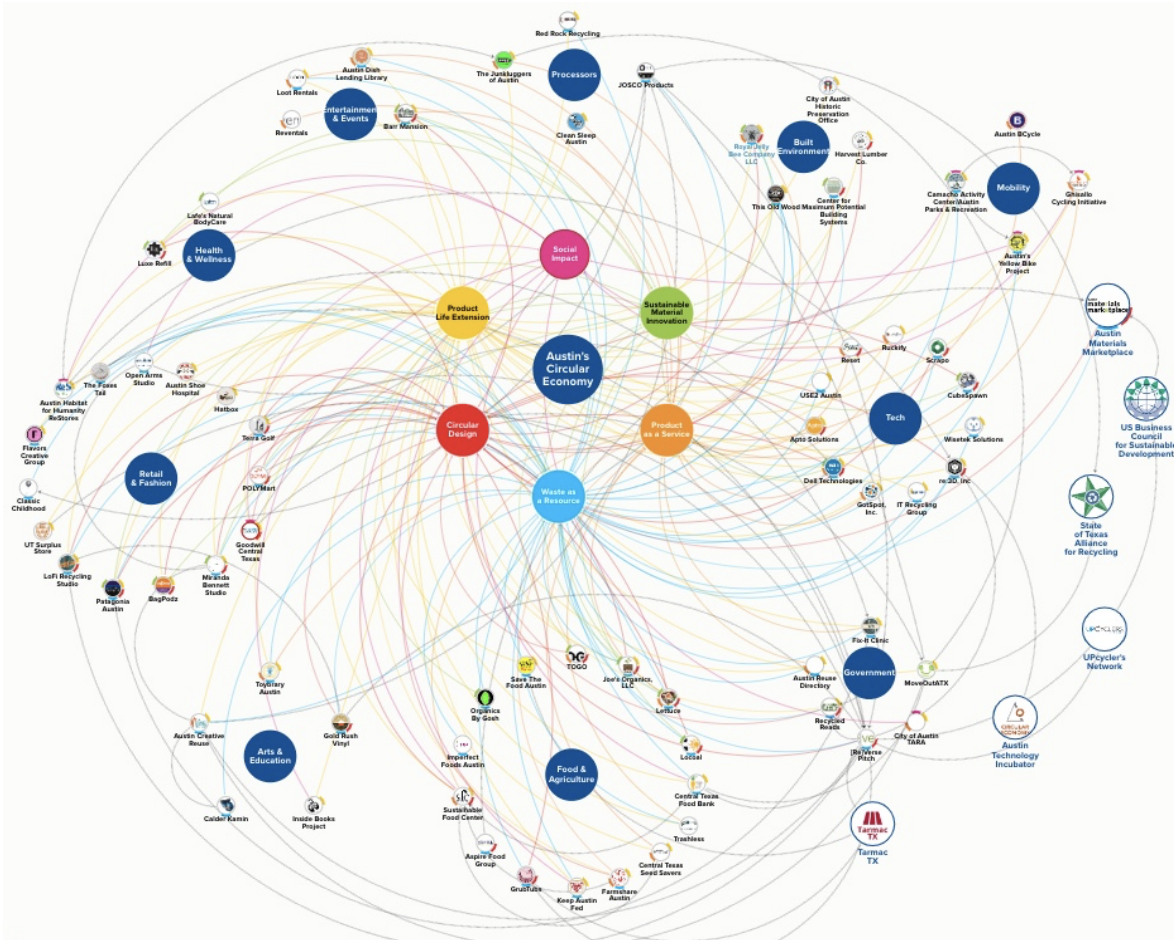 Red Rock Recycling
Austin Dish
Lending Library
The Junkluggers
of Austin
Processors
JOSCO Products
Loot Rentals
Entertainment
& Events
Reventals
Barr Mansion
Clean Sleep
Austin
City of Austin
Historic
Preservation
Office
Royal Jelly
Bee Company
LLC
Built
Environment
Harvest Lumber
Co.
This Old Wood
Center for
Maximum Potential
Building
Systems
B
Austin BCycle
Camacho Activity
Center/Austin
Parks & Recreation
Mobility
Ghisallo
Cycling Initiative
Austin's
Yellow Bike
Project
Lafe's Natural
BodyCare
Luxe Refill
Health
& Wellness
Social
Impact
Product
Life Extension
Sustainable
Material
Innovation
Austin's
Circular
Economy
Circular
Design
Product
as a Service
Waste as
a Resource
Austin
Materials
Marketplace
US Business
Council
for Sustainable
Development
State
of Texas
Alliance
for Recycling
UPCYCLERS
UPcycler's
Network
CIRCULAR
ECONOMY
Austin
Technology
Incubator
Tarmac
TX
Tarmac
TX
Reset
Ruckify
Scrapo
CubeSpawn
USE2 Austin
Tech
Apto Solutions
Wisetek Solutions
Dell Technologies
re:3D, Inc
GotSpot,
Inc.
IT Recycling
Group
Austin Habitat
for Humanity
ReStores
The Foxes
Tail
Open Arms
Studio
Austin Shoe
Hospital
Hatbox
Terra Golf
Flavors
Creative
Group
Retail
& Fashion
POLYMart
Classic
Childhood
UT Surplus
Store
Goodwill
Central
Texas
LoFi Recycling
Studio
Patagonia
Austin
BagPodz
Miranda
Bennett
Studio
Toybrary
Austin
Austin Creative
Reuse
Gold Rush
Vinyl
Arts &
Education
Calder Kamin
Inside Books
Project
Save The
Food Austin
TOGO
Joe's Organics,
LLC
Organics
By Gosh
Lettuce
Imperfect
Foods Austin
Locoal
Food &
Agriculture
Sustainable
Food Center
Central Texas
Food Bank
Trashless
Aspire Food
Group
Central Texas
Seed Savers
GrubTubs
Keep Austin
Fed
Farmshare
Austin
Fix-It Clinic
Austin Reuse
Directory
Government
MoveOutATX
Recycled
Reads
City of Austin
TARA
[Re]Verse
Pitch